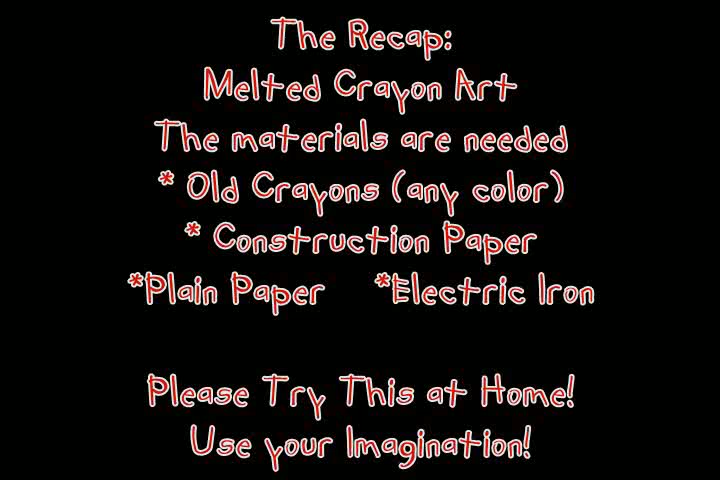 The Recap:
Melted Crayon Art
The materials are needed
* Old Crayons (any color)
* Construction Paper
*Plain Paper *Electric Iron
Please Try This at Home!
Use your Imagination!